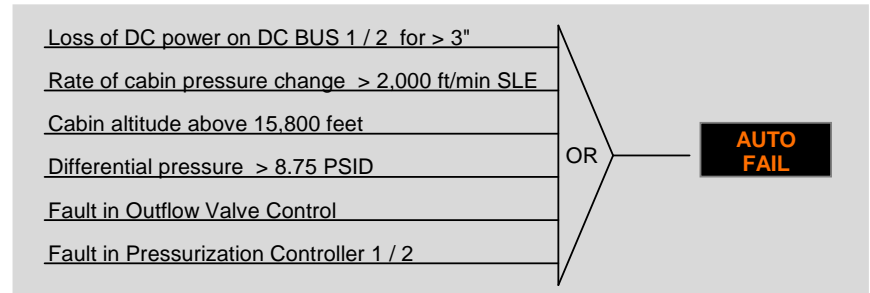 Loss of DC power on DC BUS 1 / 2 for > 3"
Rate of cabin pressure change > 2,000 ft/min SLE
Cabin altitude above 15,800 feet
Differential pressure > 8.75 PSID
Fault in Outflow Valve Control
Fault in Pressurization Controller 1 / 2
OR
AUTO
FAIL